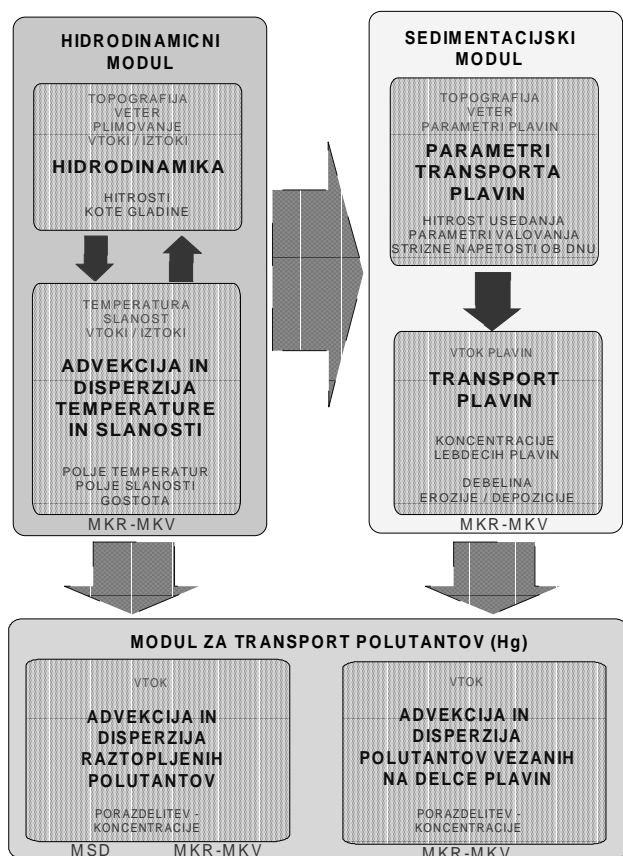 HIDRODINAMICNI
MODUL
TOPOGRAFIJA
VETER
PLIMOVANJE
VTOKI / IZTOKI
HIDRODINAMIKA
HITROSTI
KOTE GLADINE
TEMPERATURA
SLANOST
VTOKI / IZTOKI
ADVEKCIJA IN
DISPERZIJA
TEMPERATURE
IN SLANOSTI
POLJE TEMPERATUR
POLJE SLANOSTI
GOSTOTA
MKR-MKV
SEDIMENTACIJSKI
MODUL
TOPOGRAFIJA
VETER
PARAMETRI PLAVIN
PARAMETRI
TRANSPORTA
PLAVIN
HITROST USEDANJA
PARAMETRI VALOVANJA
STRIZNE NAPETOSTI OB DNU
VTOK PLAVIN
TRANSPORT
PLAVIN
KONCENTRACIJE
LEBDECIH PLAVIN
DEBELINA
EROZIJE / DEPOZICIJE
MKR-MKV
MODUL ZA TRANSPORT POLUTANTOV (Hg)
VTOK
ADVEKCIJA IN
DISPERZIJA
RAZTOPLJENIH
POLUTANTOV
PORAZDELITEV -
KONCENTRACIJE
MSD MKR-MKV
VTOK
ADVEKCIJA IN
DISPERZIJA
POLUTANTOV VEZANIH
NA DELCE PLAVIN
PORAZDELITEV -
KONCENTRACIJE
MKR-MKV